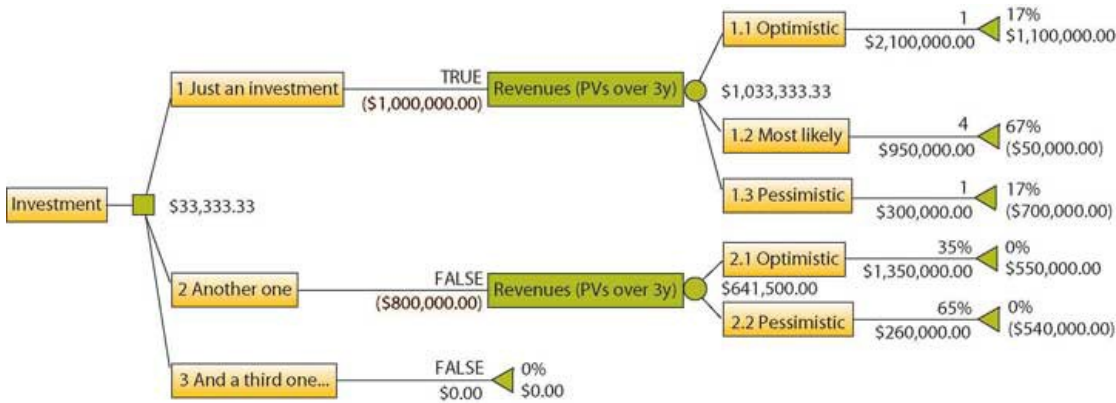 Investment
$33,333.33
1 Just an investment
TRUE
($1,000,000.00)
Revenues (PVs over 3y)
$1,033,333.33
1.1 Optimistic
1
$2,100,000.00
17%
$1,100,000.00
1.2 Most likely
4
$950,000.00
67%
($50,000.00)
1.3 Pessimistic
1
$300,000.00
17%
($700,000.00)
2 Another one
FALSE
($800,000.00)
Revenues (PVs over 3y)
$641,500.00
2.1 Optimistic
35%
$1,350,000.00
0%
$550,000.00
2.2 Pessimistic
65%
$260,000.00
0%
($540,000.00)
3 And a third one...
FALSE
$0.00
0%
$0.00